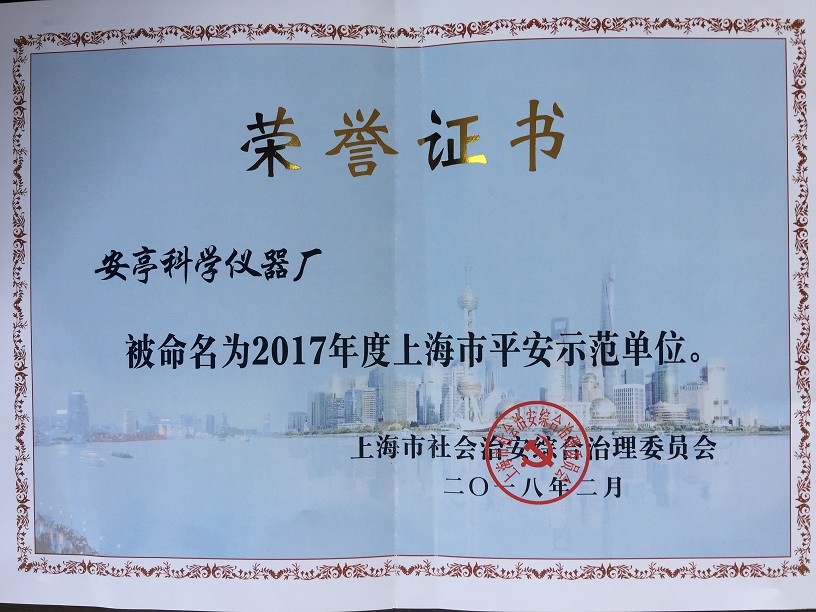 荣誉证书
安亭科学仪器厂
被命名为2017年度上海市平安示范单位。
上海市社会治安综合治理委员会
二〇一八年二月